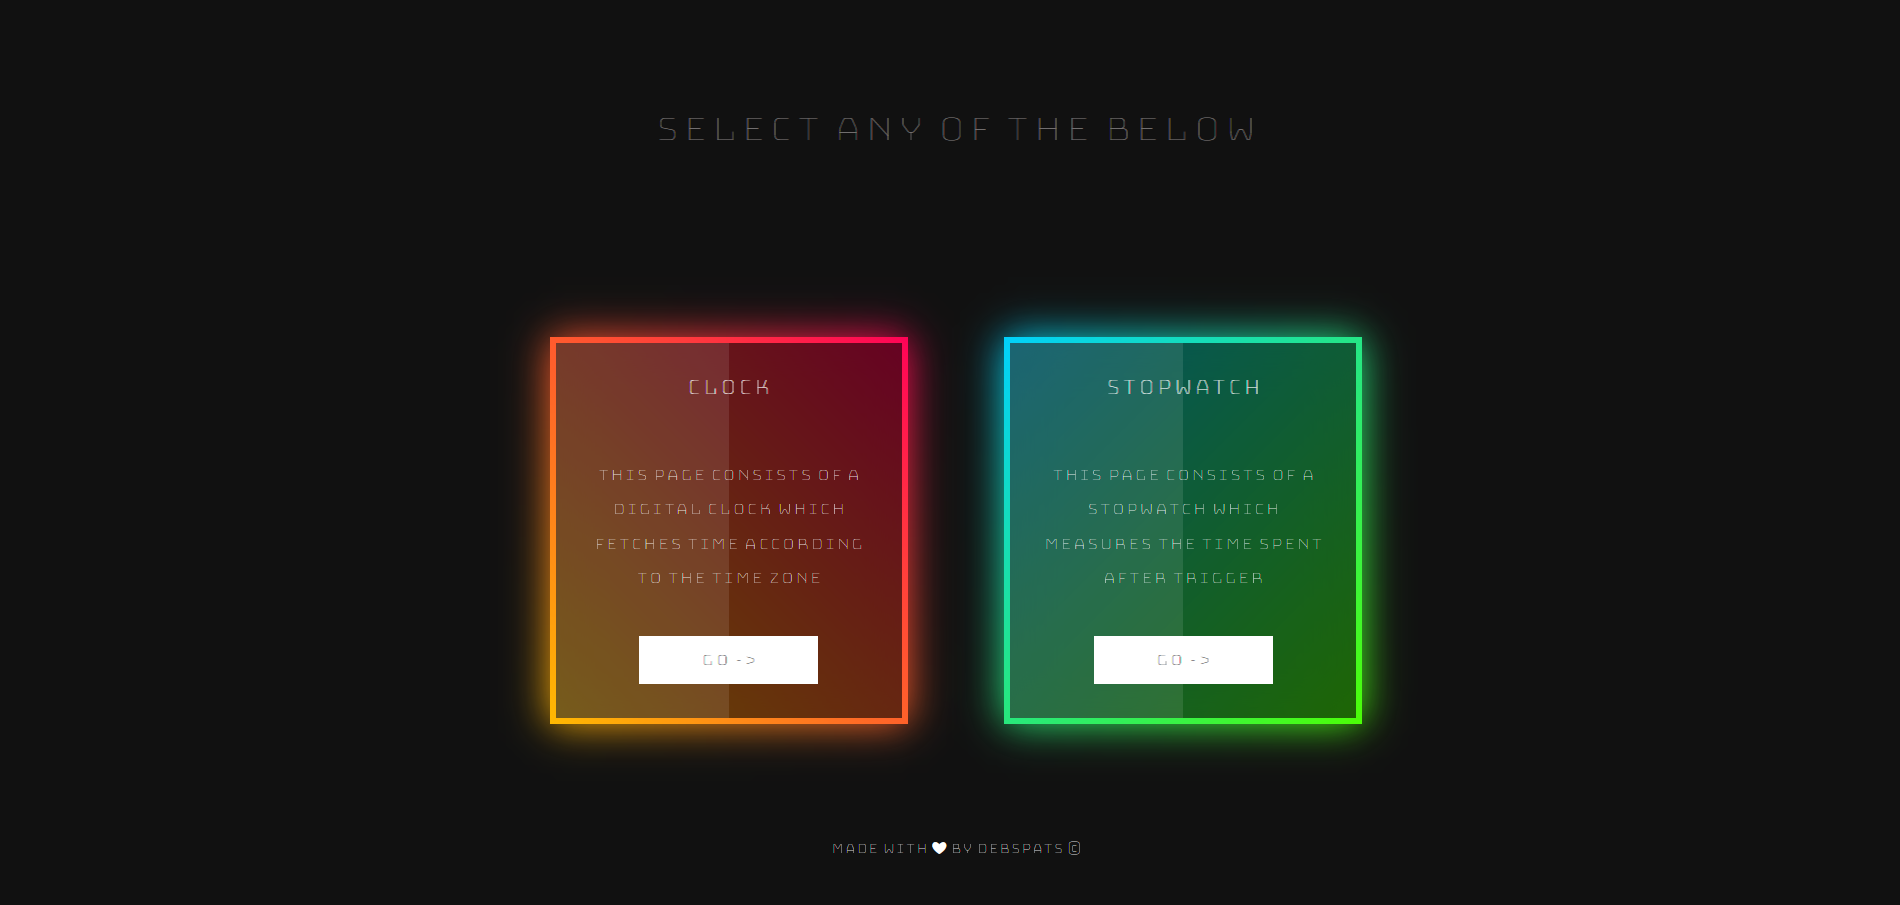 SELECT ANY OF THE BELOW
CLOCK
THIS PAGE CONSISTS OF A
DIGITAL CLOCK WHICH
FETCHES TIME ACCORDING
TO THE TIME ZONE
GO ->
STOPWATCH
THIS PAGE CONSISTS OF A
STOPWATCH WHICH
MEASURES THE TIME SPENT
AFTER TRIGGER
GO ->
MADE WITH 🤍 BY DEBSPATS ©